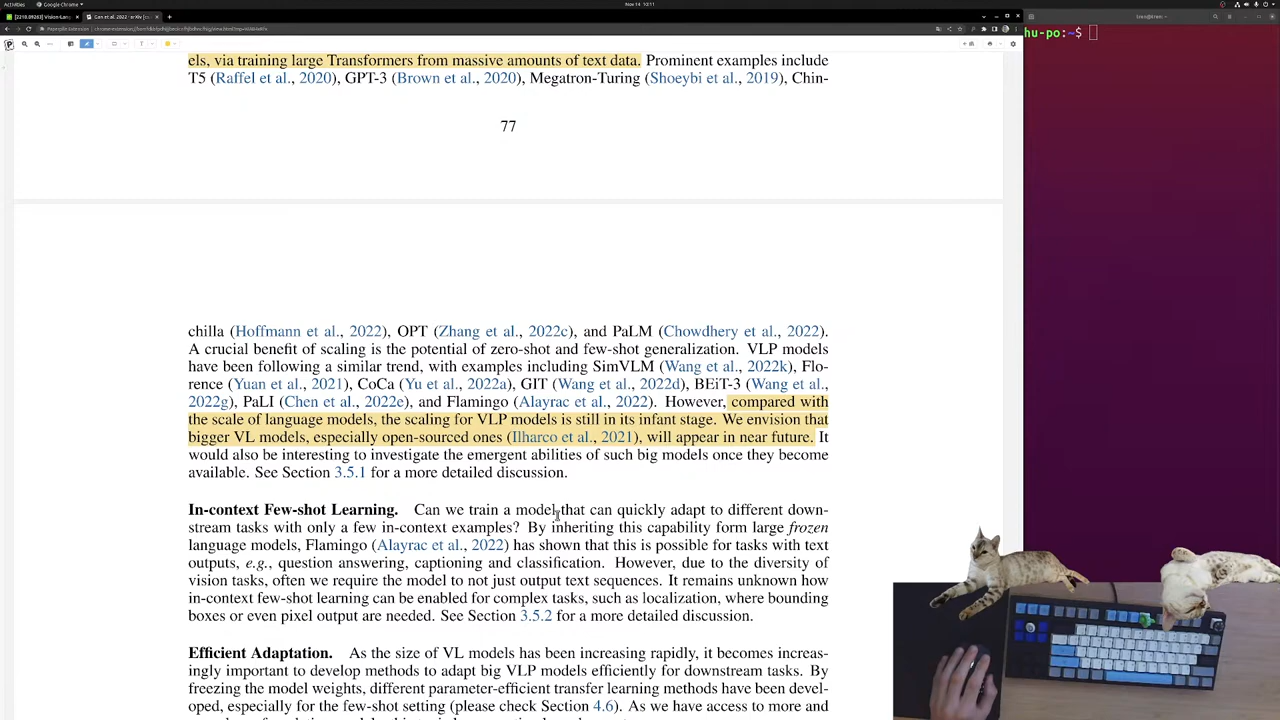 Activities
Google Chrome
Nov 14 10:11
[2210.09263] Vision-Lang
Gan et al. 2022 - arXiv
els, via training large Transformers from massive amounts of text data. Prominent examples include
T5 (Raffel et al., 2020), GPT-3 (Brown et al., 2020), Megatron-Turing (Shoeybi et al., 2019), Chin-
77
chilla (Hoffmann et al., 2022), OPT (Zhang et al., 2022c), and PaLM (Chowdhery et al., 2022).
A crucial benefit of scaling is the potential of zero-shot and few-shot generalization. VLP models
have been following a similar trend, with examples including SimVLM (Wang et al., 2022k), Flo-
rence (Yuan et al., 2021), CoCa (Yu et al., 2022a), GIT (Wang et al., 2022d), BEiT-3 (Wang et al.,
2022g), PaLI (Chen et al., 2022e), and Flamingo (Alayrac et al., 2022). However, compared with
the scale of language models, the scaling for VLP models is still in its infant stage. We envision that
bigger VL models, especially open-sourced ones (Ilharco et al., 2021), will appear in near future. It
would also be interesting to investigate the emergent abilities of such big models once they become
available. See Section 3.5.1 for a more detailed discussion.
In-context Few-shot Learning. Can we train a model that can quickly adapt to different down-
stream tasks with only a few in-context examples? By inheriting this capability form large frozen
language models, Flamingo (Alayrac et al., 2022) has shown that this is possible for tasks with text
outputs, e.g., question answering, captioning and classification. However, due to the diversity of
vision tasks, often we require the model to not just output text sequences. It remains unknown how
in-context few-shot learning can be enabled for complex tasks, such as localization, where bounding
boxes or even pixel output are needed. See Section 3.5.2 for a more detailed discussion.
Efficient Adaptation. As the size of VL models has been increasing rapidly, it becomes increas-
ingly important to develop methods to adapt big VLP models efficiently for downstream tasks. By
freezing the model weights, different parameter-efficient transfer learning methods have been devel-
oped, especially for the few-shot setting (please check Section 4.6). As we have access to more and
hu-po:~$